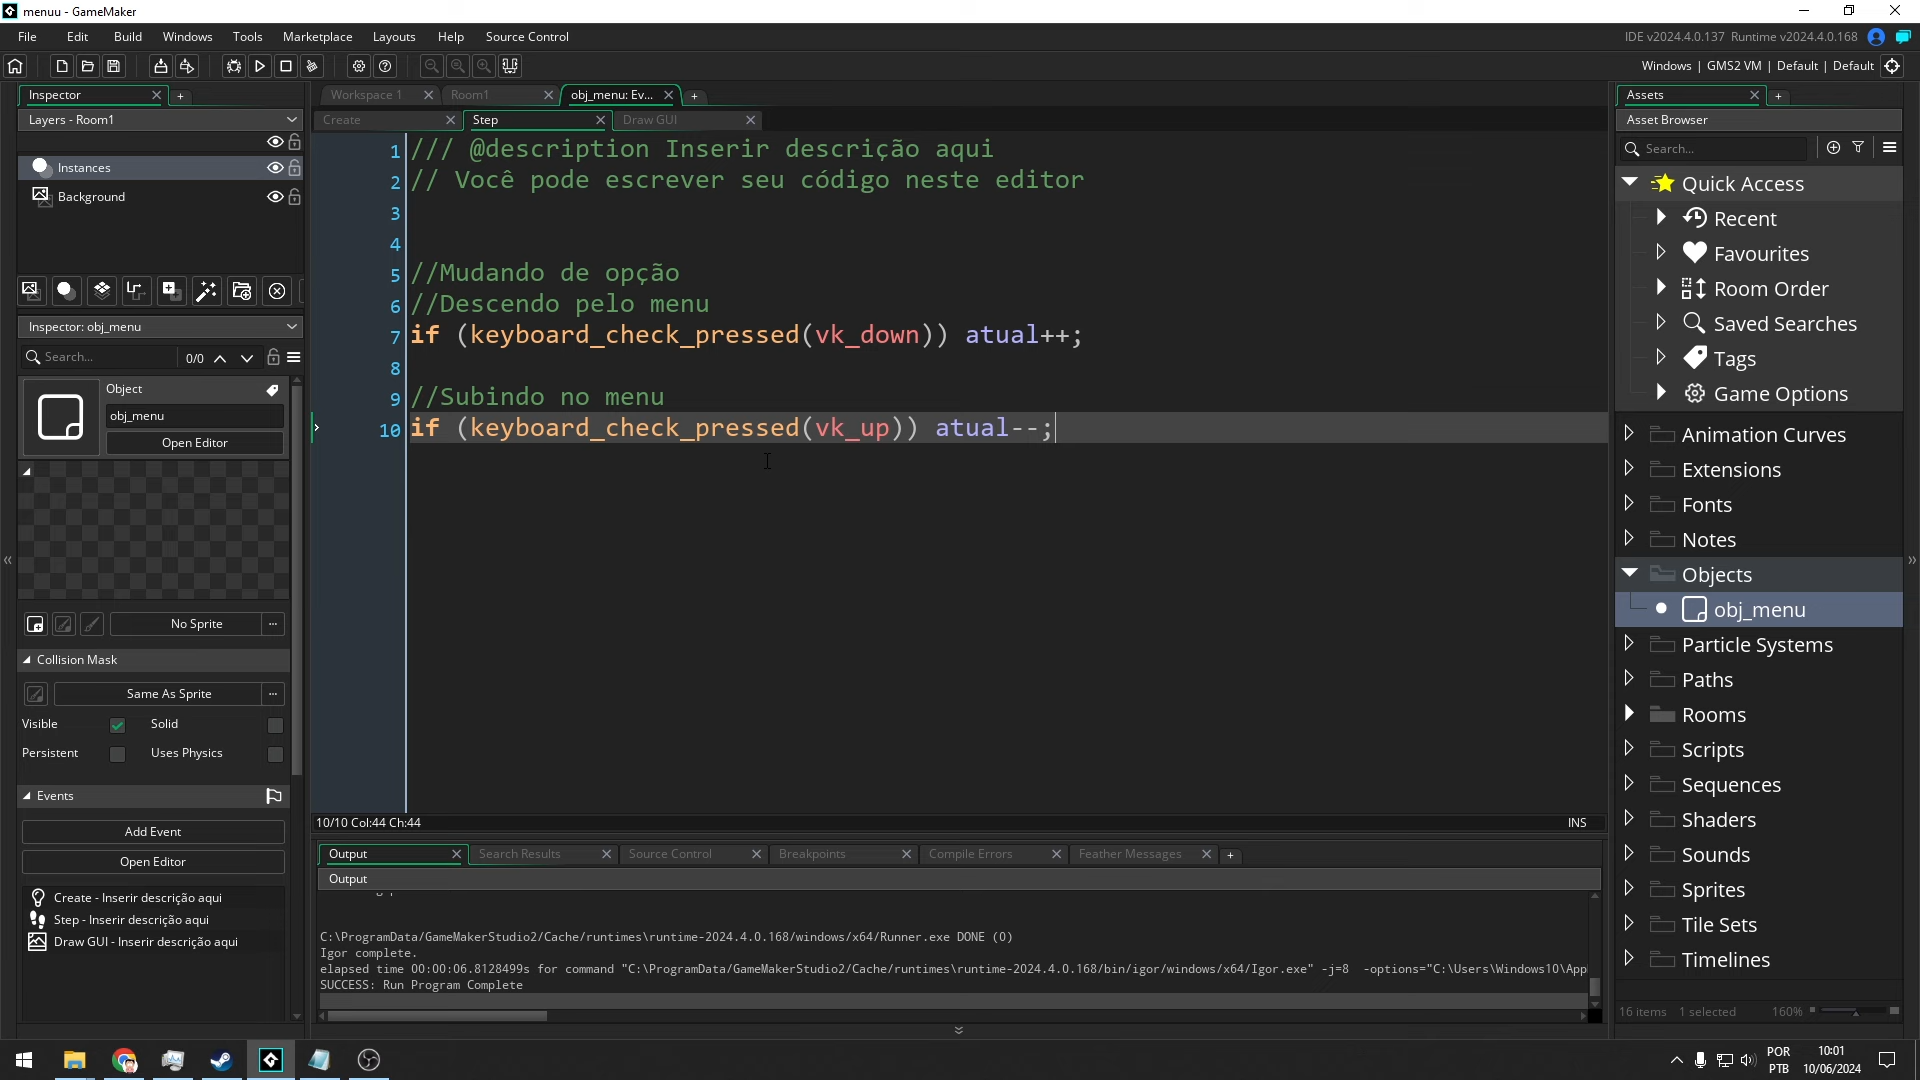 menuu - GameMaker
File Edit Build Windows Tools Marketplace Layouts Help Source Control
IDE v2024.4.0.137 Runtime v2024.4.0.168
Windows | GMS2 VM | Default | Default
Inspector
Layers - Room1
Instances
Background
Inspector: obj_menu
Search...
0/0
Object
obj_menu
Open Editor
No Sprite
Collision Mask
Same As Sprite
Visible
Solid
Persistent
Uses Physics
Events
Add Event
Open Editor
Create - Inserir descrição aqui
Step - Inserir descrição aqui
Draw GUI - Inserir descrição aqui
Workspace 1
Room1
obj_menu: Ev...
Create
Step
Draw GUI
1 /// @description Inserir descrição aqui
2 // Você pode escrever seu código neste editor
3
4
5 //Mudando de opção
6 //Descendo pelo menu
7 if (keyboard_check_pressed(vk_down)) atual++;
8
9 //Subindo no menu
10 if (keyboard_check_pressed(vk_up)) atual--;
10/10 Col:44 Ch:44
INS
Output
Search Results
Source Control
Breakpoints
Compile Errors
Feather Messages
Output
C:\ProgramData/GameMakerStudio2/Cache/runtimes\runtime-2024.4.0.168/windows/x64/Runner.exe DONE (0)
Igor complete.
elapsed time 00:00:06.8128499s for command "C:\ProgramData/GameMakerStudio2/Cache/runtimes\runtime-2024.4.0.168/bin/igor/windows/x64/Igor.exe" -j=8 -options="C:\Users\Windows10\App
SUCCESS: Run Program Complete
Assets
Asset Browser
Search...
Quick Access
Recent
Favourites
Room Order
Saved Searches
Tags
Game Options
Animation Curves
Extensions
Fonts
Notes
Objects
obj_menu
Particle Systems
Paths
Rooms
Scripts
Sequences
Shaders
Sounds
Sprites
Tile Sets
Timelines
16 items 1 selected 160%
POR
PTB
10:01
10/06/2024